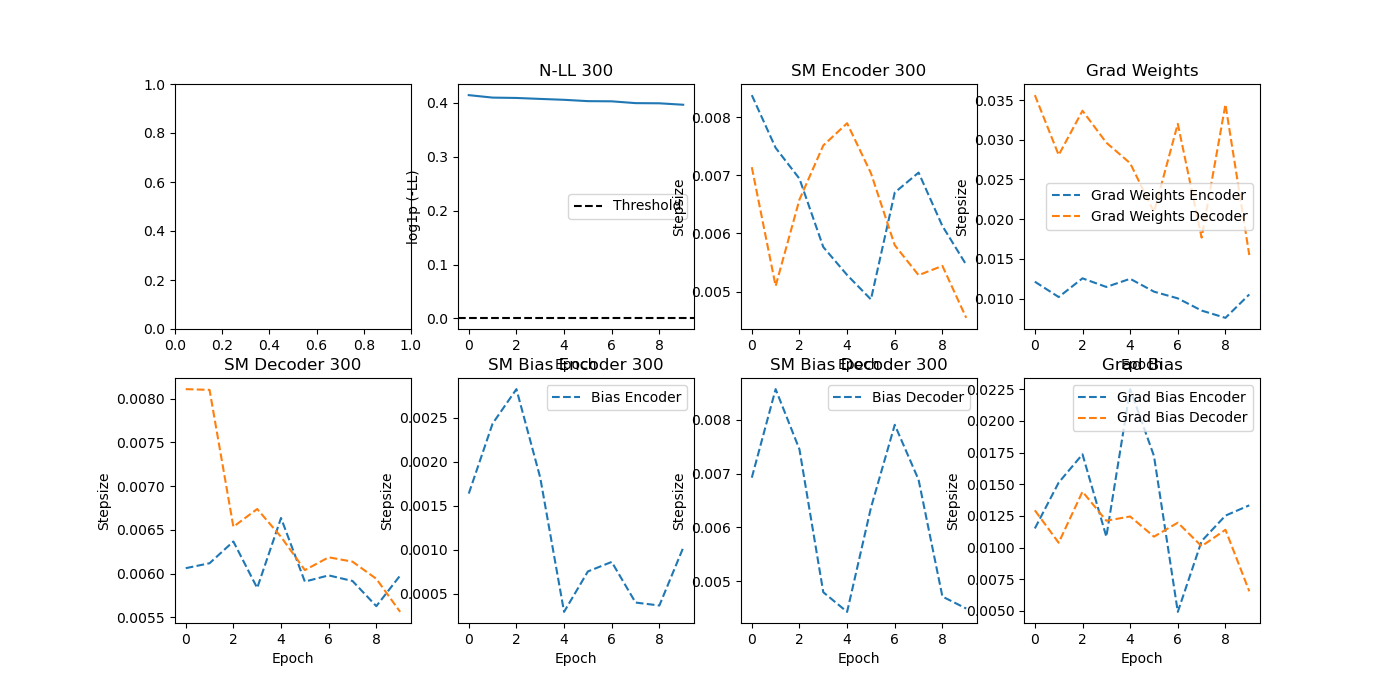 1.0
0.8
0.6
0.4
0.2
0.0
0.0 0.2 0.4 0.6 0.8 1.0
N-LL 300
log1p (-LL)
0.4
0.3
0.2
0.1
0.0
Threshold
0 2 4 6 8
Epoch
SM Encoder 300
Stepsize
0.008
0.007
0.006
0.005
0 2 4 6 8
Epoch
Grad Weights
Stepsize
0.035
0.030
0.025
0.020
0.015
0.010
Grad Weights Encoder
Grad Weights Decoder
0 2 4 6 8
Epoch
SM Decoder 300
Stepsize
0.0080
0.0075
0.0070
0.0065
0.0060
0.0055
0 2 4 6 8
Epoch
SM Bias Encoder 300
Stepsize
0.0025
0.0020
0.0015
0.0010
0.0005
Bias Encoder
0 2 4 6 8
Epoch
SM Bias Decoder 300
Stepsize
0.008
0.007
0.006
0.005
Bias Decoder
0 2 4 6 8
Epoch
Grad Bias
Stepsize
0.0225
0.0200
0.0175
0.0150
0.0125
0.0100
0.0075
0.0050
Grad Bias Encoder
Grad Bias Decoder
0 2 4 6 8
Epoch